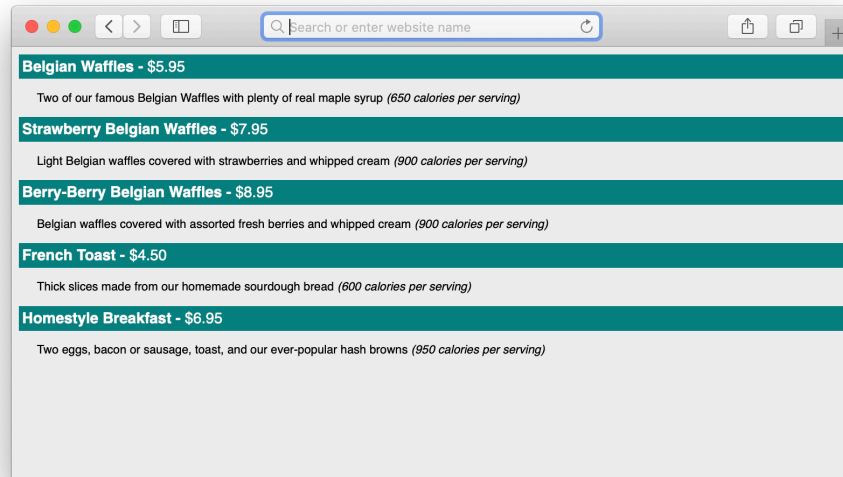 Search or enter website name
Belgian Waffles - $5.95
Two of our famous Belgian Waffles with plenty of real maple syrup (650 calories per serving)
Strawberry Belgian Waffles - $7.95
Light Belgian waffles covered with strawberries and whipped cream (900 calories per serving)
Berry-Berry Belgian Waffles - $8.95
Belgian waffles covered with assorted fresh berries and whipped cream (900 calories per serving)
French Toast - $4.50
Thick slices made from our homemade sourdough bread (600 calories per serving)
Homestyle Breakfast - $6.95
Two eggs, bacon or sausage, toast, and our ever-popular hash browns (950 calories per serving)